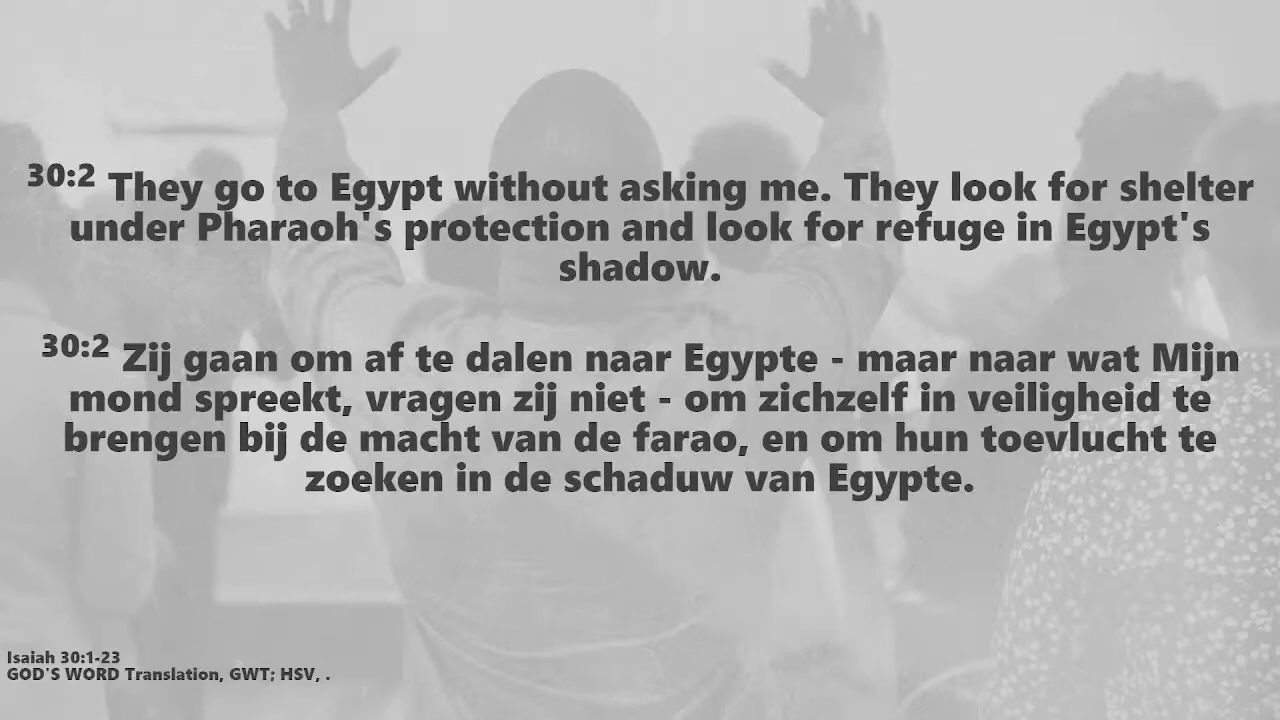 30:2 They go to Egypt without asking me. They look for shelter
under Pharaoh's protection and look for refuge in Egypt's
shadow.
30:2 Zij gaan om af te dalen naar Egypte - maar naar wat Mijn
mond spreekt, vragen zij niet - om zichzelf in veiligheid te
brengen bij de macht van de farao, en om hun toevlucht te
zoeken in de schaduw van Egypte.
Isaiah 30:1-23
GOD'S WORD Translation, GWT; HSV, .